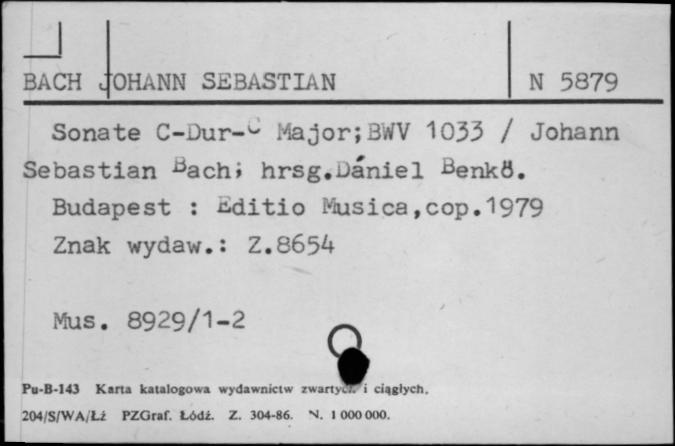 BACH JOHANN SEBASTIAN N 5879
Sonate C-Dur-C Major;BWV 1033 / Johann
Sebastian Bach; hrsg.Dániel Benkő.
Budapest : Editio Musica,cop.1979
Znak wydaw.: Z.8654
Mus. 8929/1-2
Pu-B-143 Karta katalogowa wydawnictw zwartych i ciągłych.
204/S/WA/Łź PZGraf. Łódź. Z. 304-86. N. 1 000 000.